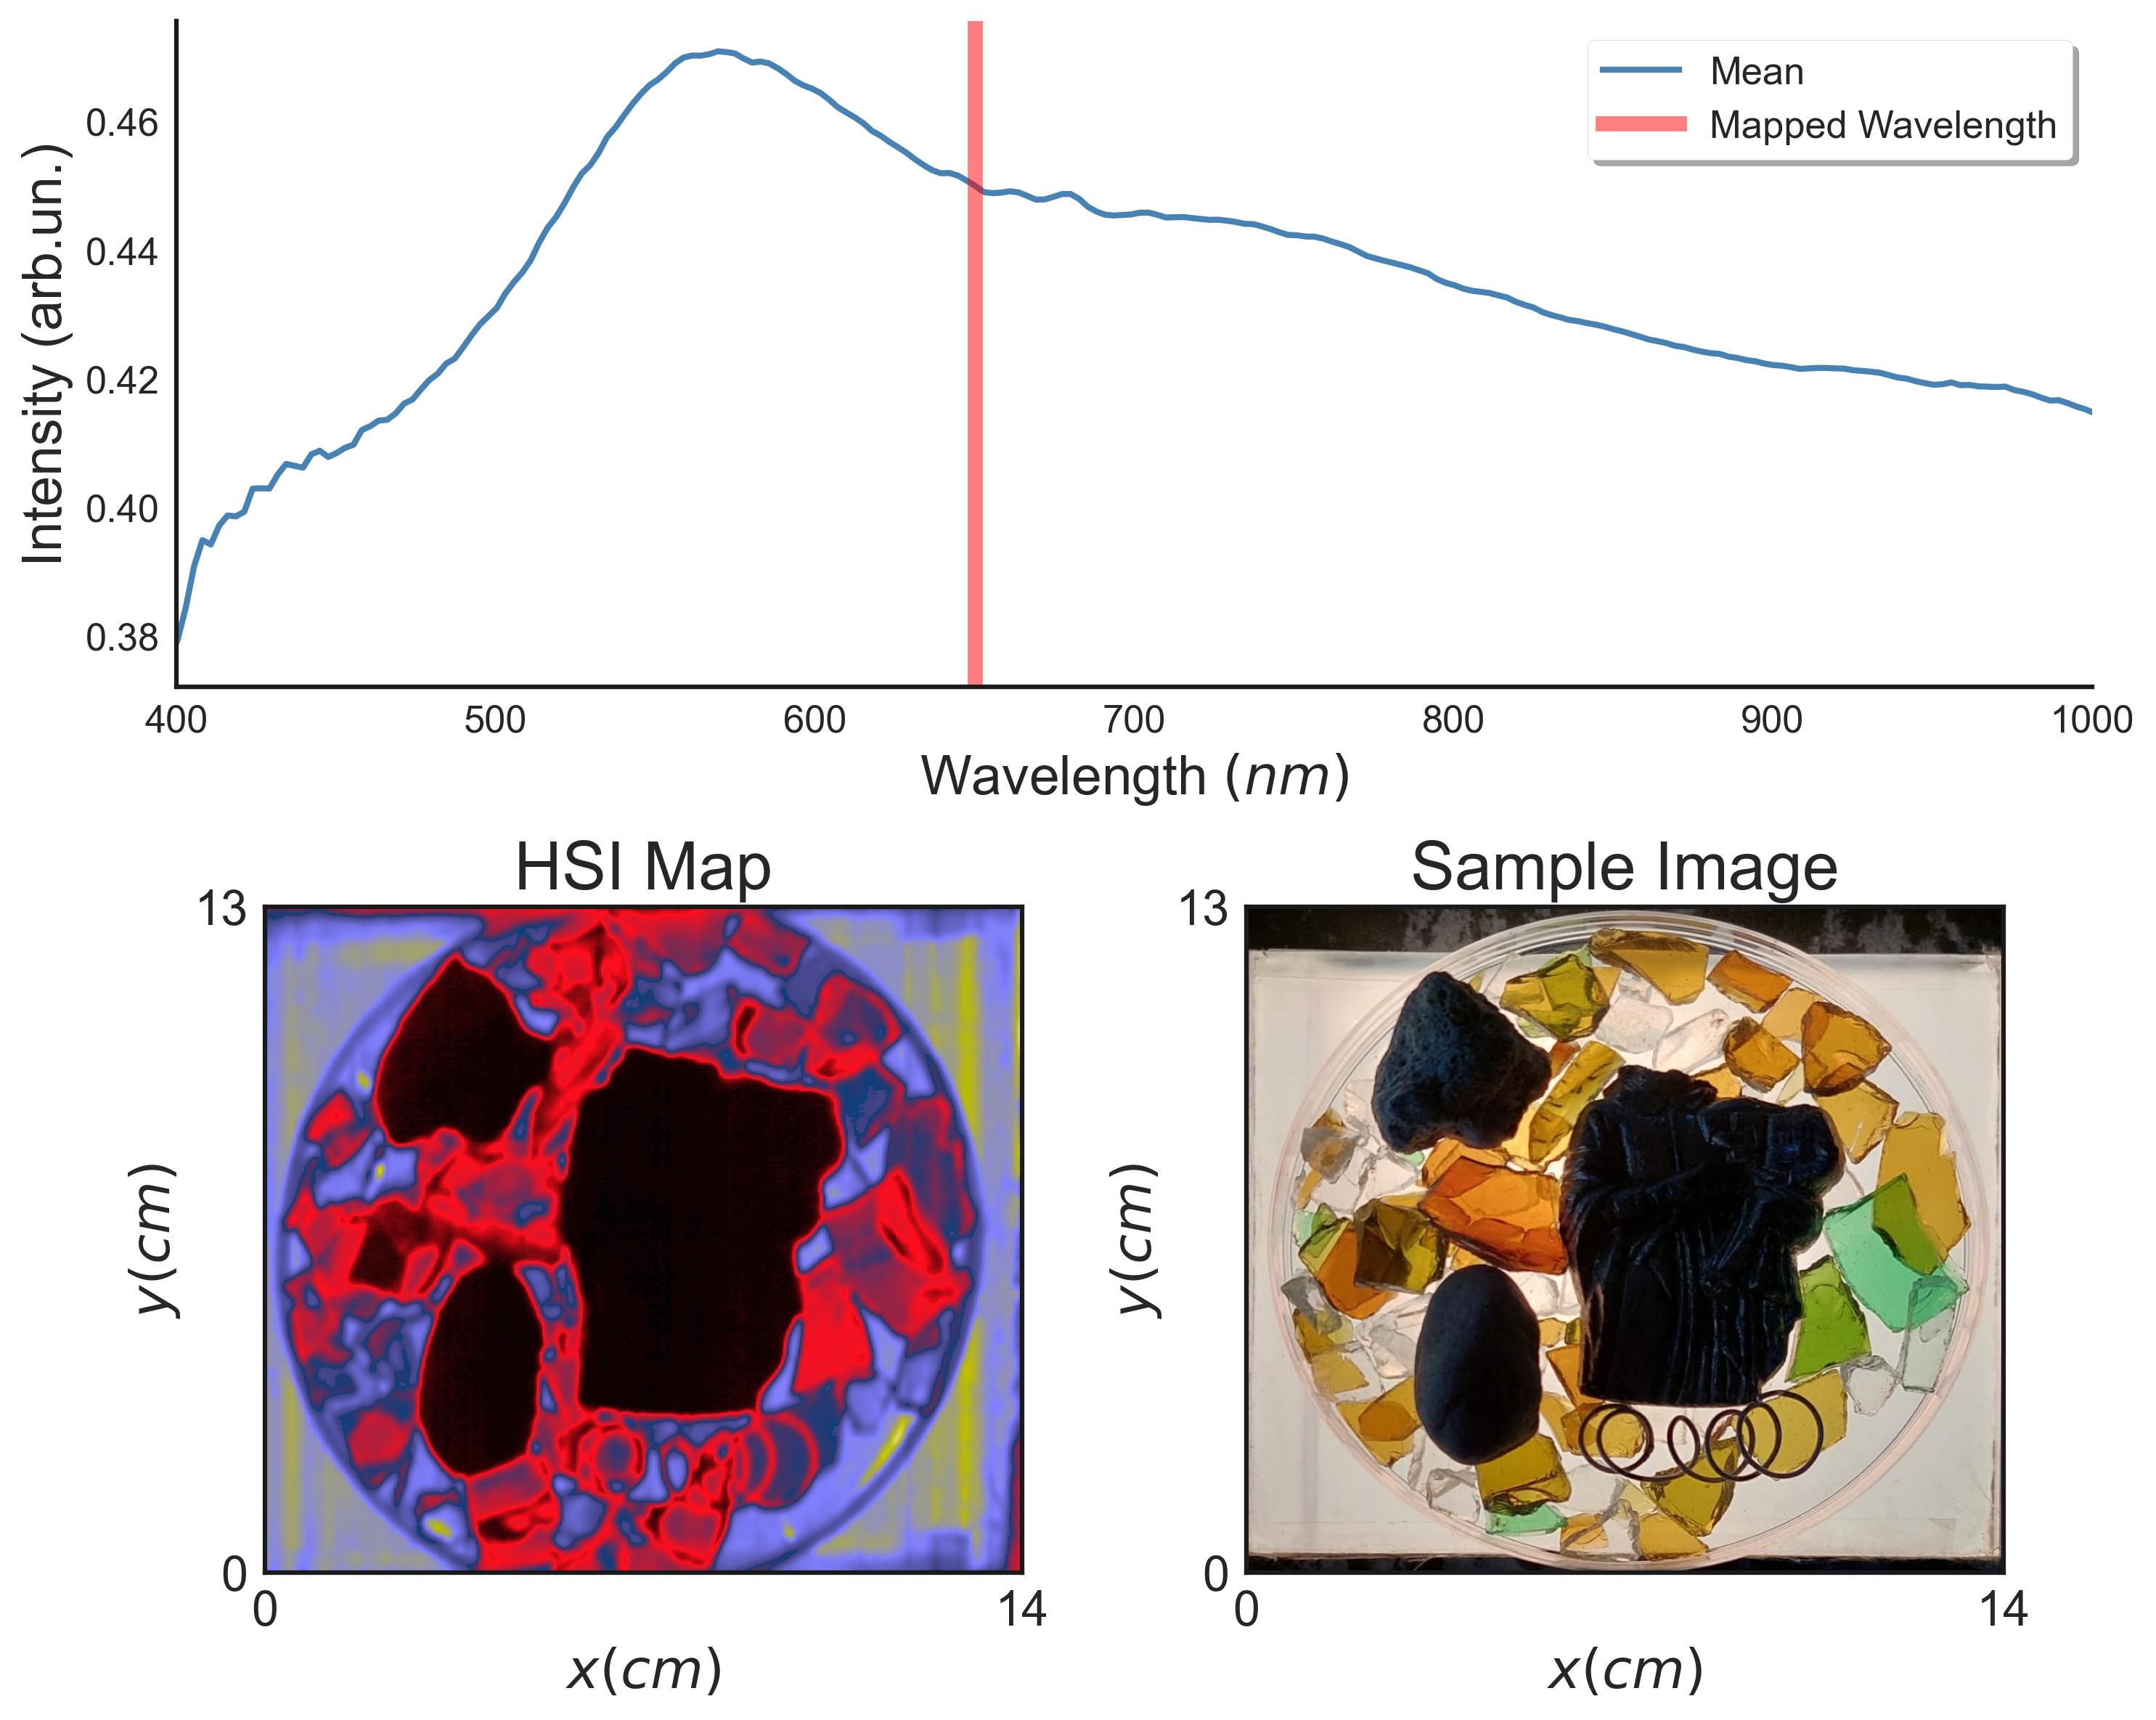 Mean
Mapped Wavelength
Intensity (arb.un.)
0.46
0.44
0.42
0.40
0.38
400 500 600 700 800 900 1000
Wavelength (nm)
HSI Map
13
y(cm)
0
0 14
x(cm)
Sample Image
13
y(cm)
0
0 14
x(cm)